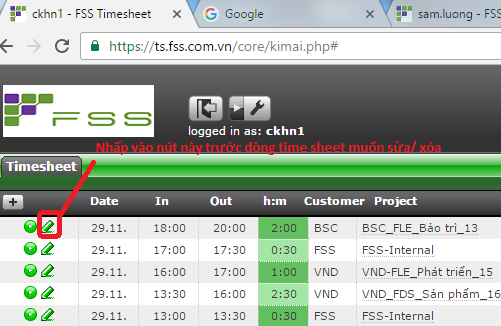 ckhn1 - FSS Timesheet
Google
sam.luong - FSS
https://ts.fss.com.vn/core/kimai.php#
FSS
logged in as: ckhn1
Nhấp vào nút này trước dòng time sheet muốn sửa/ xóa
Timesheet
+ Date In Out h:m Customer Project
29.11. 18:00 20:00 2:00 BSC BSC_FLE_Bảo trì_13
29.11. 17:00 17:30 0:30 FSS FSS-Internal
29.11. 16:00 17:00 1:00 VND VND-FLE_Phát triển_15
29.11. 13:30 16:00 2:30 VND VND_FDS_Sản phẩm_16
29.11. 13:00 13:30 0:30 FSS FSS-Internal